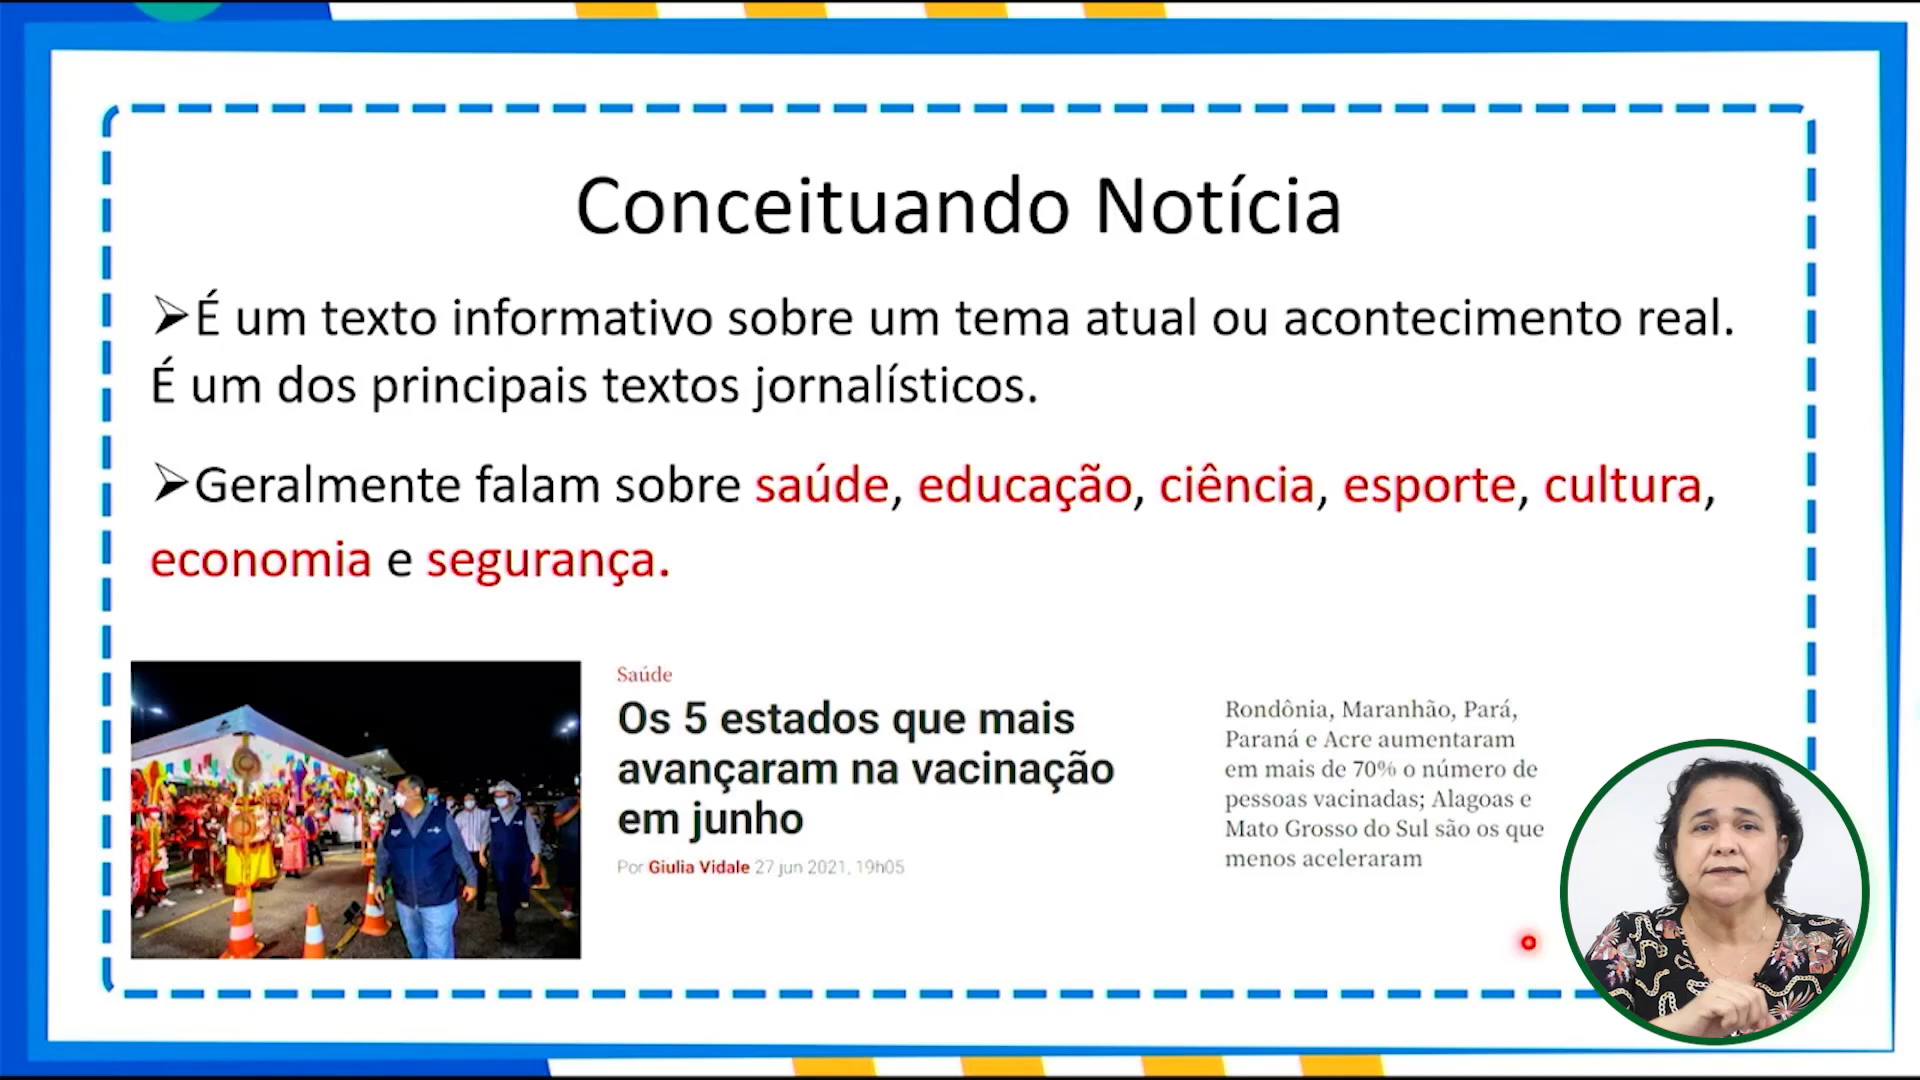 Conceituando Notícia
➢É um texto informativo sobre um tema atual ou acontecimento real.
É um dos principais textos jornalísticos.
➢Geralmente falam sobre saúde, educação, ciência, esporte, cultura,
economia e segurança.
Saúde
Os 5 estados que mais
avançaram na vacinação
em junho
Por Giulia Vidale 27 jun 2021, 19h05
Rondônia, Maranhão, Pará,
Paraná e Acre aumentaram
em mais de 70% o número de
pessoas vacinadas; Alagoas e
Mato Grosso do Sul são os que
menos aceleraram